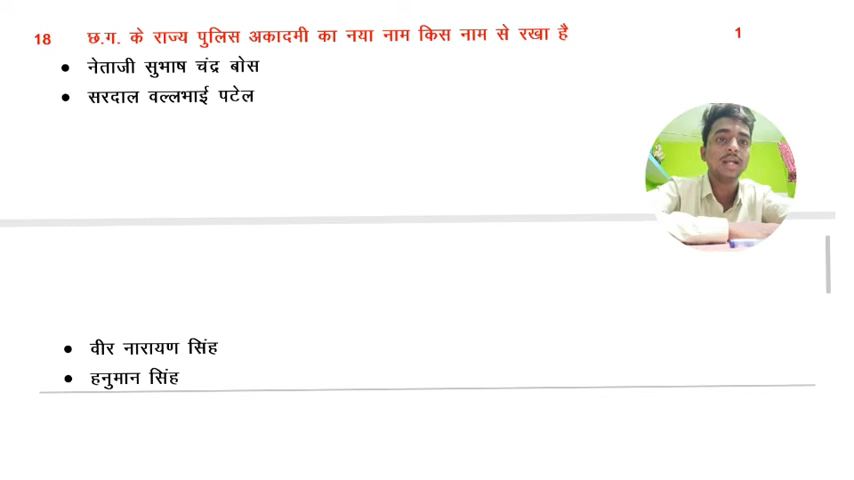 18 छ.ग. के राज्य पुलिस अकादमी का नया नाम किस नाम से रखा है 1
• नेताजी सुभाष चंद्र बोस
• सरदाल वल्लभाई पटेल
• वीर नारायण सिंह
• हनुमान सिंह